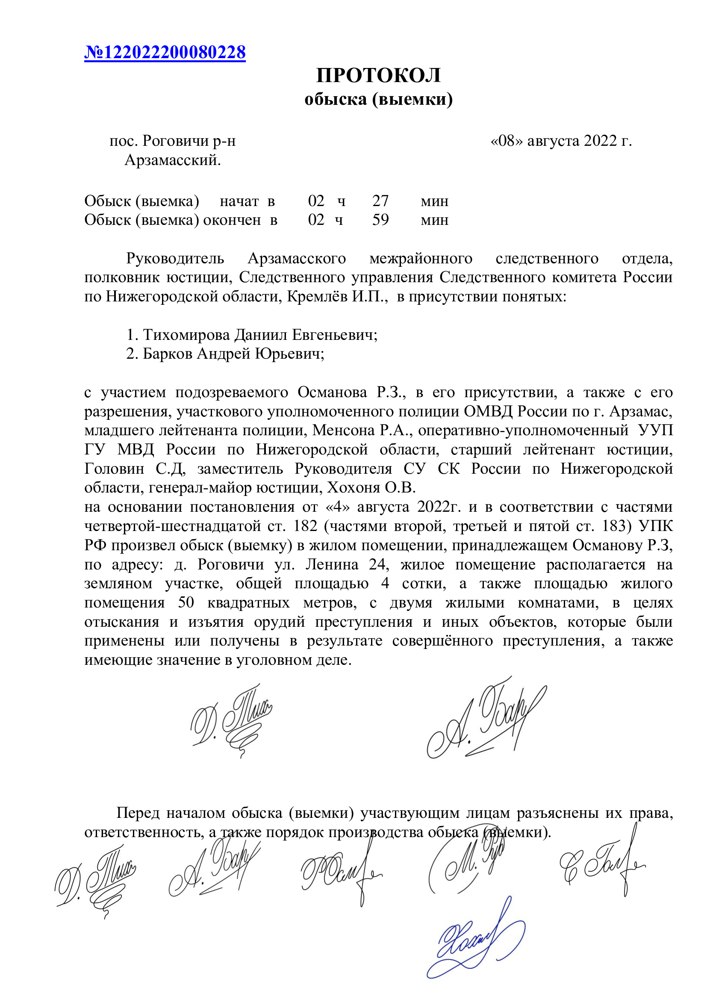 №122022200080228
ПРОТОКОЛ
обыска (выемки)
пос. Роговичи р-н «08» августа 2022 г.
Арзамасский.
Обыск (выемка) начат в 02 ч 27 мин
Обыск (выемка) окончен в 02 ч 59 мин
Руководитель Арзамасского межрайонного следственного отдела,
полковник юстиции, Следственного управления Следственного комитета России
по Нижегородской области, Кремлёв И.П., в присутствии понятых:
1. Тихомирова Даниил Евгеньевич;
2. Барков Андрей Юрьевич;
с участием подозреваемого Османова Р.З., в его присутствии, а также с его
разрешения, участкового уполномоченного полиции ОМВД России по г. Арзамас,
младшего лейтенанта полиции, Менсона Р.А., оперативно-уполномоченный УУП
ГУ МВД России по Нижегородской области, старший лейтенант юстиции,
Головин С.Д, заместитель Руководителя СУ СК России по Нижегородской
области, генерал-майор юстиции, Хохоня О.В.
на основании постановления от «4» августа 2022г. и в соответствии с частями
четвертой-шестнадцатой ст. 182 (частями второй, третьей и пятой ст. 183) УПК
РФ произвел обыск (выемку) в жилом помещении, принадлежащем Османову Р.З,
по адресу: д. Роговичи ул. Ленина 24, жилое помещение располагается на
земляном участке, общей площадью 4 сотки, а также площадью жилого
помещения 50 квадратных метров, с двумя жилыми комнатами, в целях
отыскания и изъятия орудий преступления и иных объектов, которые были
применены или получены в результате совершённого преступления, а также
имеющие значение в уголовном деле.
Д. Тих А. Бар
Перед началом обыска (выемки) участвующим лицам разъяснены их права,
ответственность, а также порядок производства обыска (выемки).
Д. Тих А. Бар